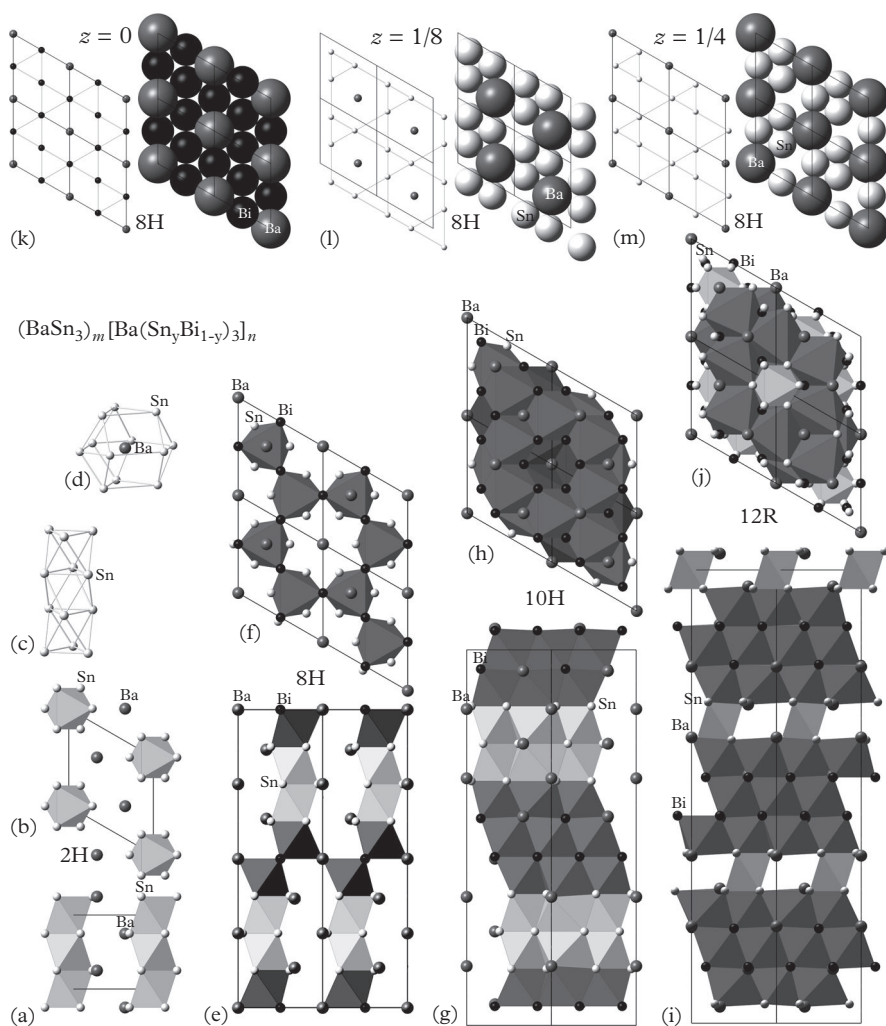 z = 0
z = 1/8
z = 1/4
Bi
Ba
Ba
Sn
Sn
Ba
(k)
8H
(l)
8H
(m)
8H
Sn
Bi
Ba
(BaSn₃)ₘ[Ba(SnyBi1-y)₃]ₙ
Ba
Bi
Sn
Ba
Sn
Bi
Sn
Ba
(d)
(j)
12R
Sn
(c)
(f)
(h)
10H
8H
Sn
Ba
Ba
Bi
Bi
Ba
Sn
Sn
Ba
Sn
(b)
2H
Sn
Ba
Bi
(a)
(e)
(g)
(i)